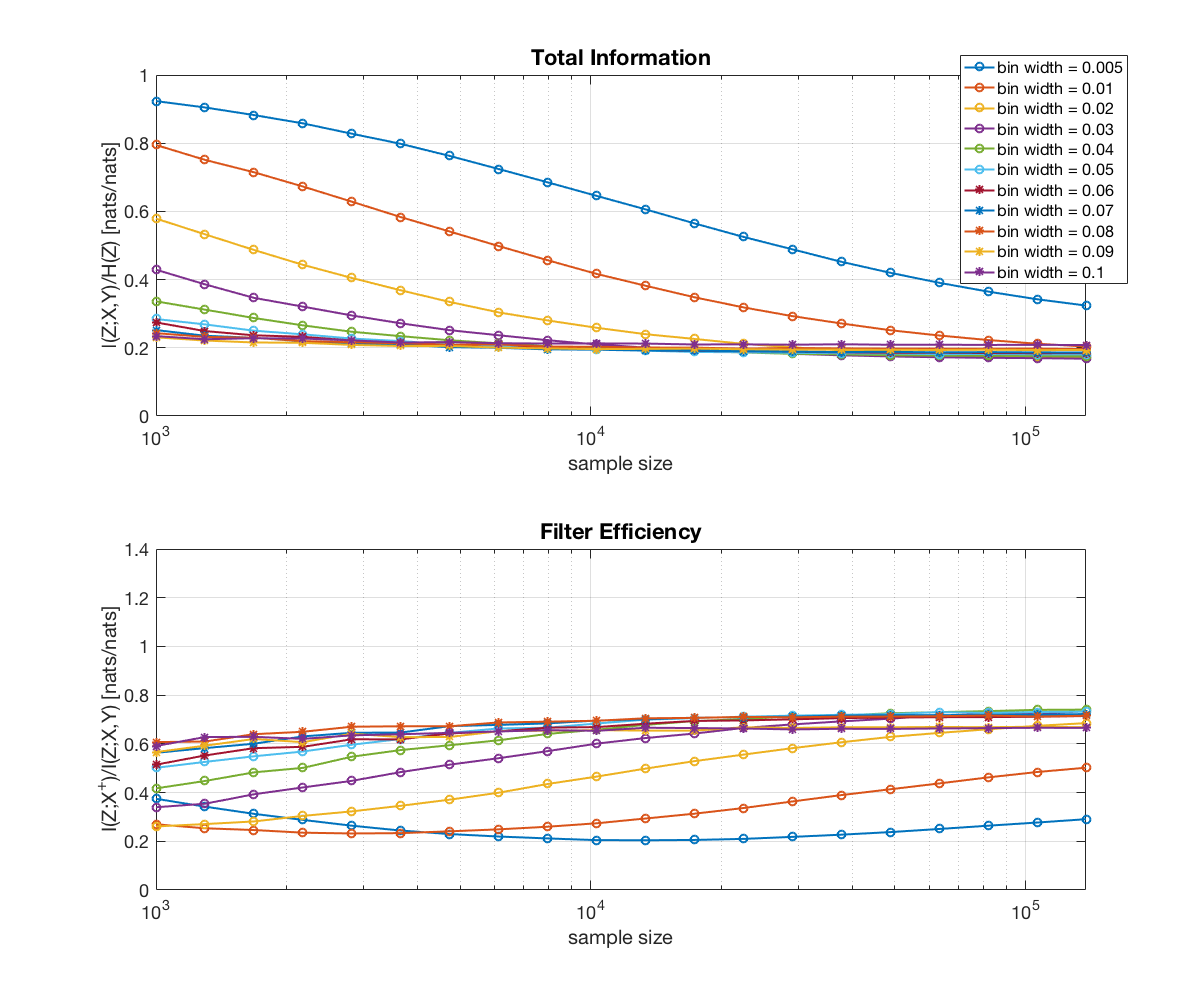 Total Information
I(Z;X,Y)/H(Z) [nats/nats]
1
0.8
0.6
0.4
0.2
0
10³
10⁴
10⁵
sample size
bin width = 0.005
bin width = 0.01
bin width = 0.02
bin width = 0.03
bin width = 0.04
bin width = 0.05
bin width = 0.06
bin width = 0.07
bin width = 0.08
bin width = 0.09
bin width = 0.1
Filter Efficiency
I(Z;X⁺)/I(Z;X,Y) [nats/nats]
1.4
1.2
1
0.8
0.6
0.4
0.2
0
10³
10⁴
10⁵
sample size